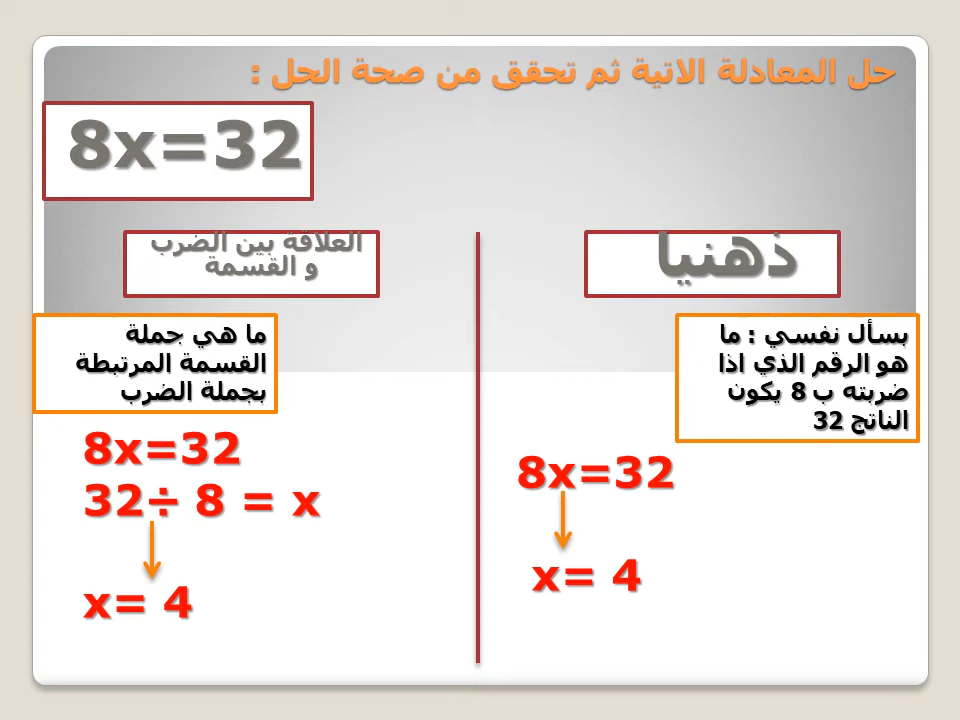 حل المعادلة الاتية ثم تحقق من صحة الحل :
8x=32
ذهنيا
بسأل نفسي : ما
هو الرقم الذي اذا
ضربته ب 8 يكون
الناتج 32
8x=32
x= 4
العلاقة بين الضرب
و القسمة
ما هي جملة
القسمة المرتبطة
بجملة الضرب
8x=32
32÷ 8 = x
x= 4